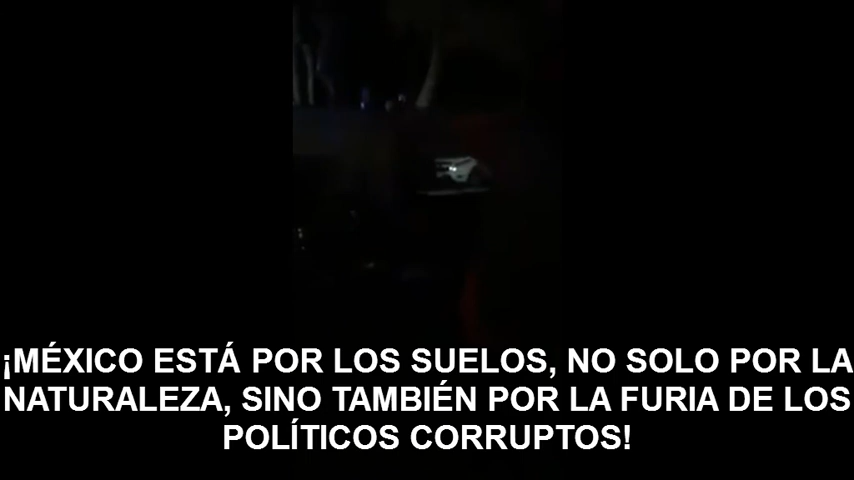 ¡MÉXICO ESTÁ POR LOS SUELOS, NO SOLO POR LA
NATURALEZA, SINO TAMBIÉN POR LA FURIA DE LOS
POLÍTICOS CORRUPTOS!